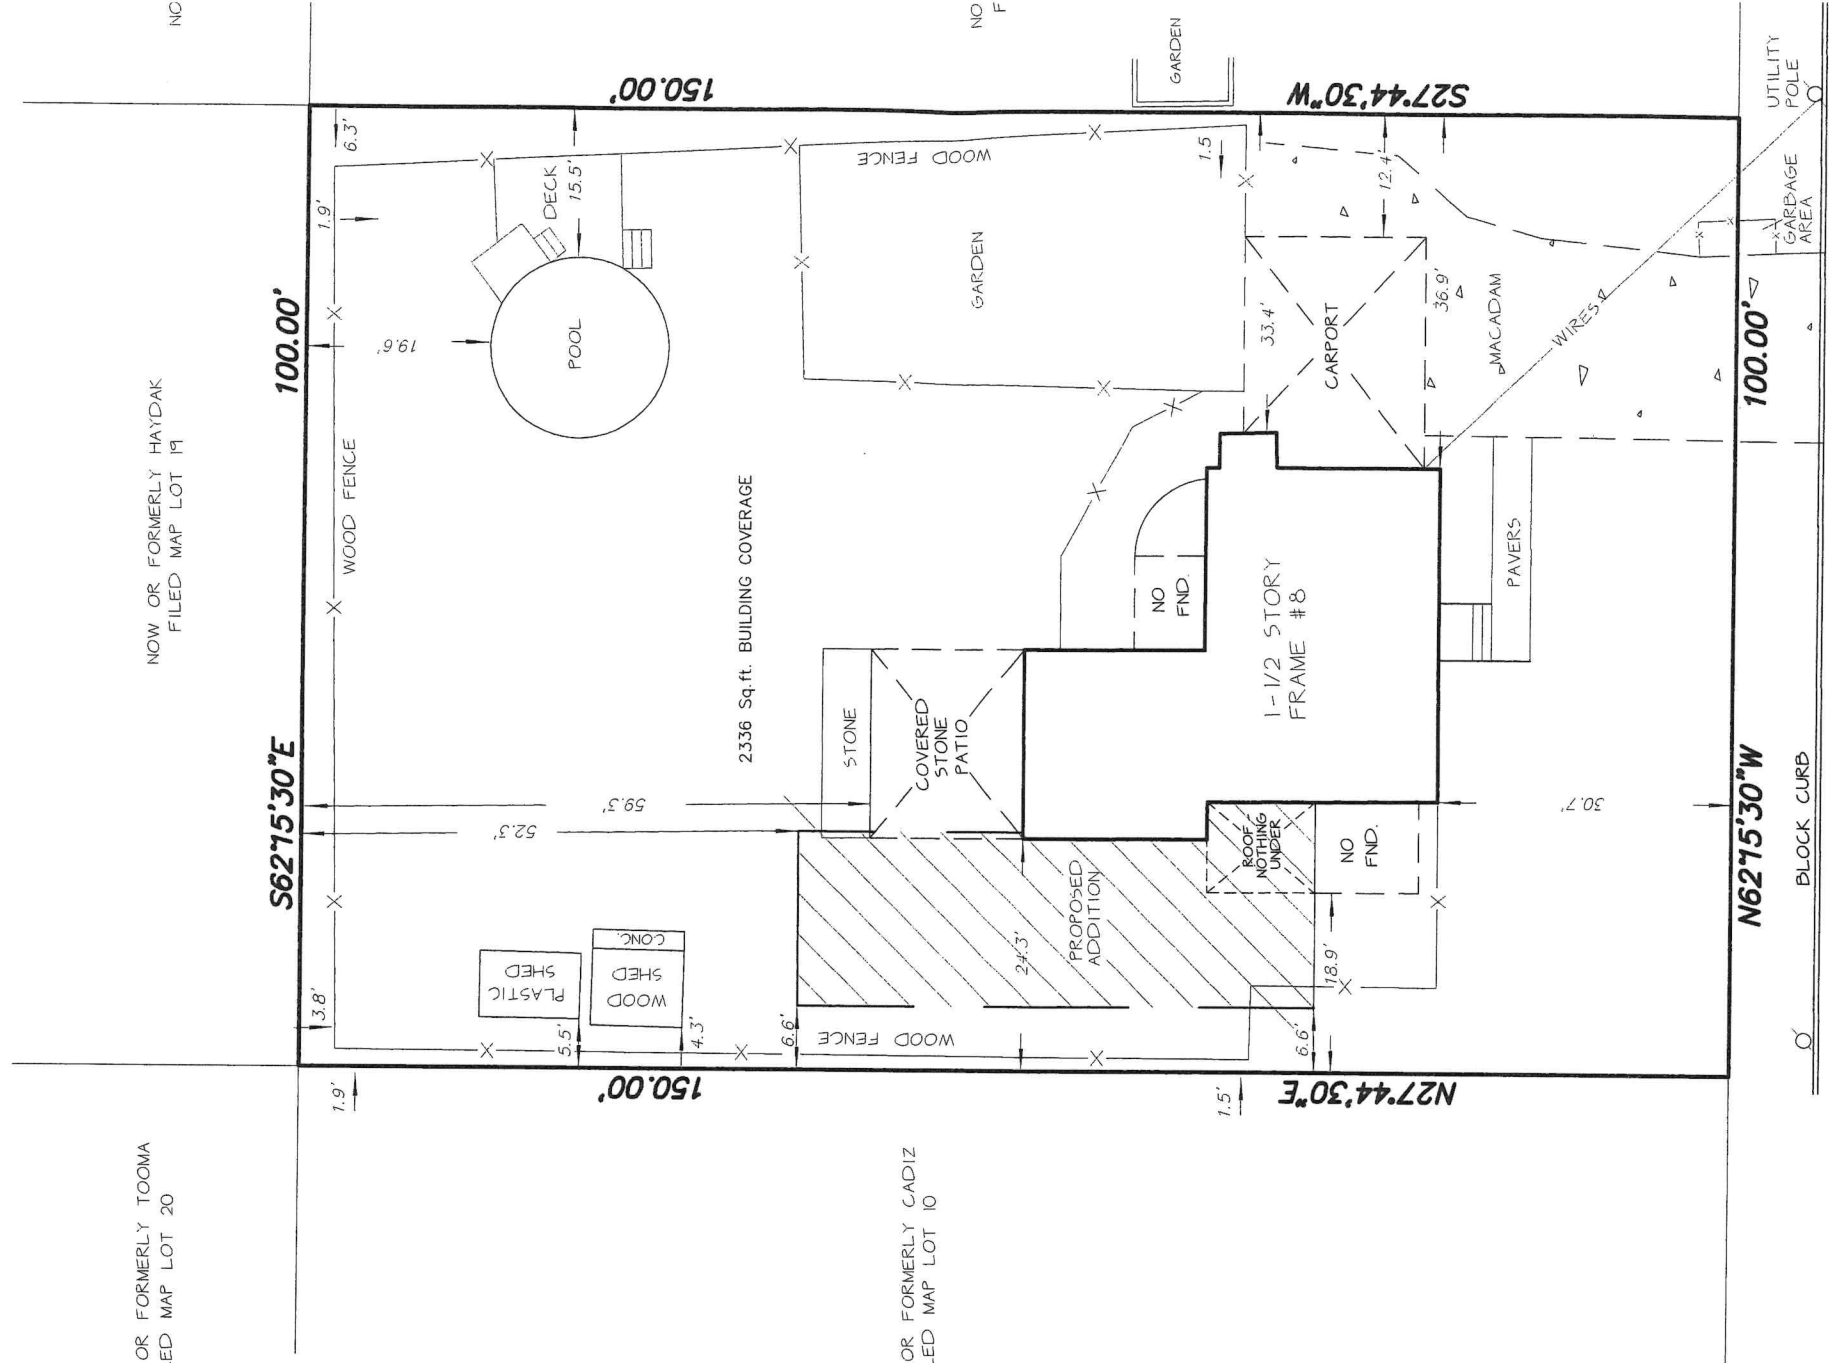 NOW OR FORMERLY HAYDAK
FILED MAP LOT 19
OR FORMERLY TOOMA
ED MAP LOT 20
OR FORMERLY CADIZ
LED MAP LOT 10
NO
NO
F
S62°15'30"E
100.00'
150.00'
S27°44'30"W
150.00'
N27°44'30"E
N62°15'30"W
100.00'
3.8'
1.9'
1.9'
6.3'
WOOD FENCE
19.6'
POOL
DECK
15.5'
PLASTIC
SHED
WOOD
SHED
CONC.
5.5'
4.3'
52.3'
59.3'
2336 Sq.ft. BUILDING COVERAGE
WOOD FENCE
GARDEN
GARDEN
1.5
STONE
COVERED
STONE
PATIO
6.6'
WOOD FENCE
24.3'
PROPOSED
ADDITION
ROOF
NOTHING
UNDER
NO
FND.
NO
FND.
1-1/2 STORY
FRAME #8
33.4'
CARPORT
12.4'
36.9'
MACADAM
WIRES
PAVERS
18.9'
6.6'
1.5'
30.7'
GARBAGE
AREA
UTILITY
POLE
BLOCK CURB